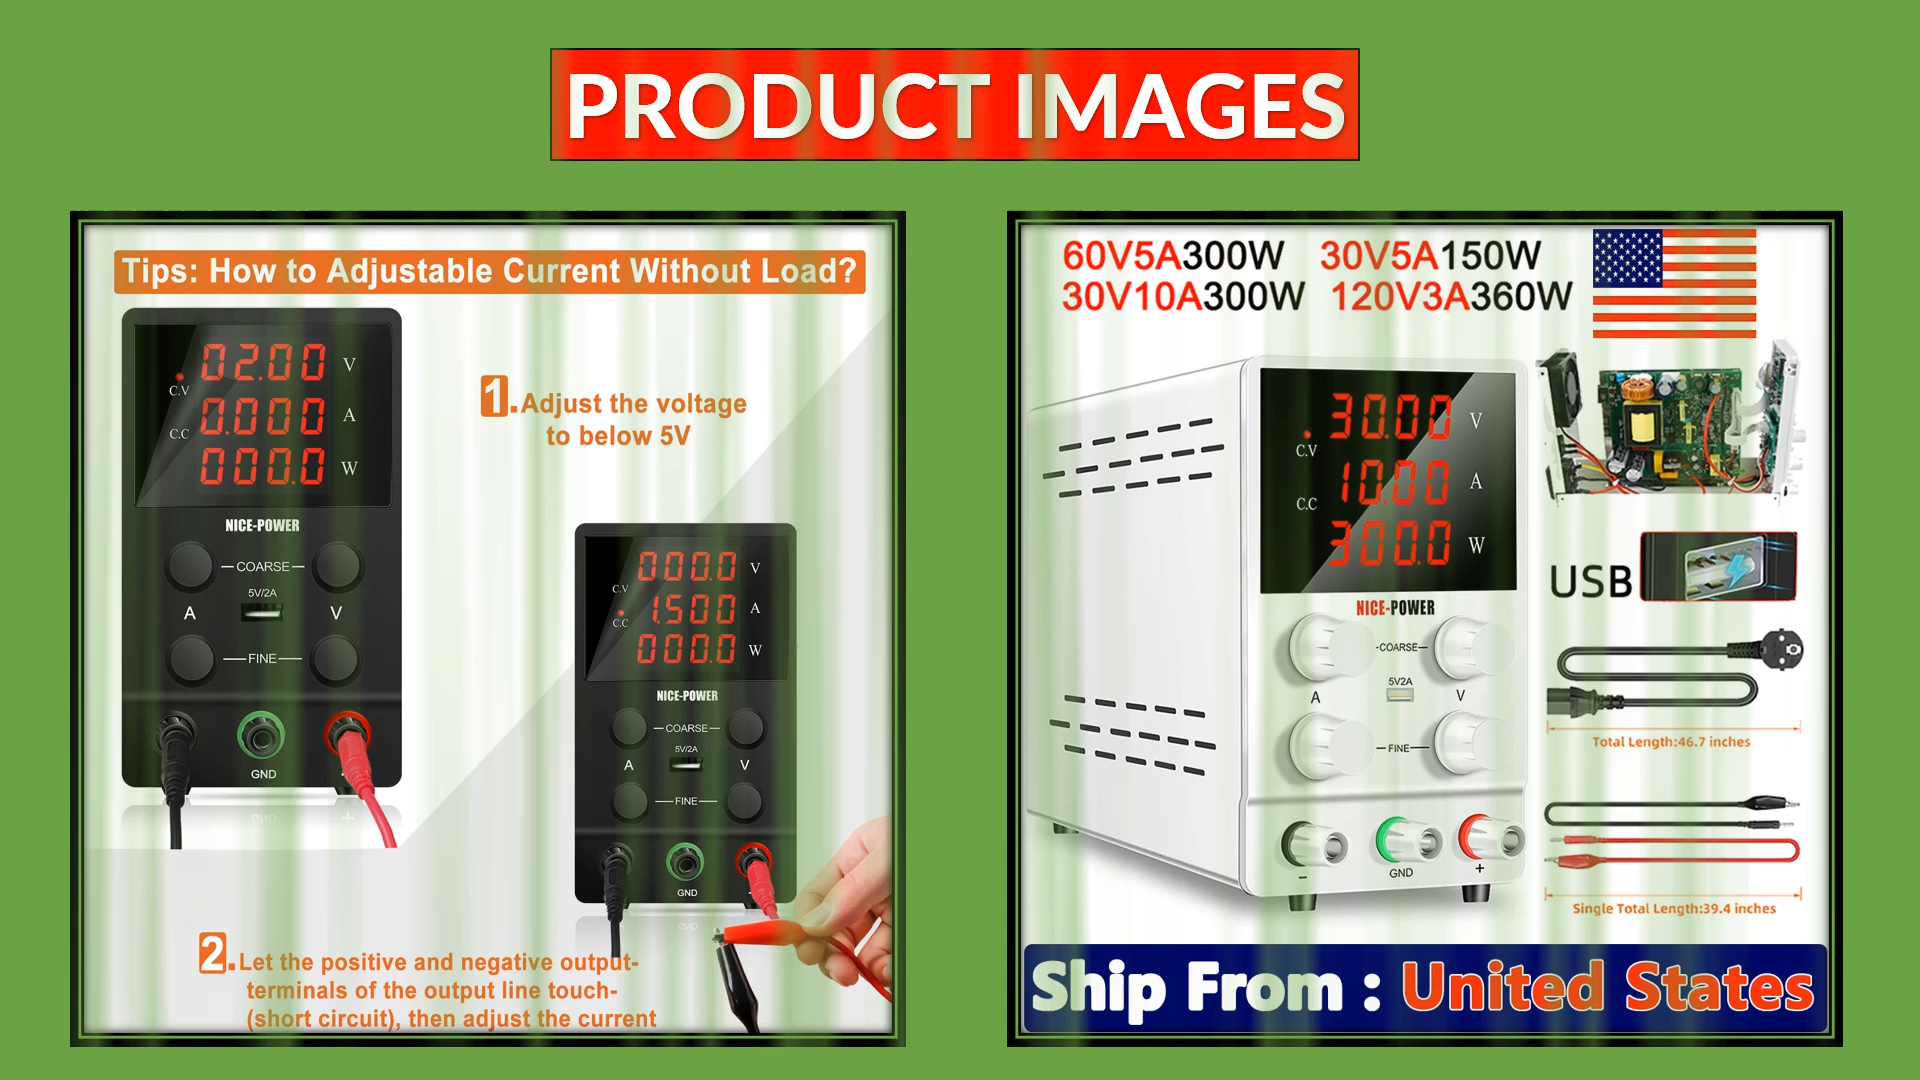 PRODUCT IMAGES
Tips: How to Adjustable Current Without Load?
02.00 V
C.V
0.000 A
C.C
000.0 W
NICE-POWER
COARSE
5V/2A
A V
FINE
GND
1.Adjust the voltage
to below 5V
000.0 V
C.V
1.500 A
C.C
000.0 W
NICE-POWER
COARSE
5V/2A
A V
FINE
GND
2.Let the positive and negative output-
terminals of the output line touch-
(short circuit), then adjust the current
60V5A300W 30V5A150W
30V10A300W 120V3A360W
30.00 V
C.V
10.00 A
C.C
300.0 W
NICE-POWER
-COARSE
5V2A
A V
FINE
- GND +
USB
Total Length:46.7 inches
Single Total Length:39.4 inches
Ship From : United States